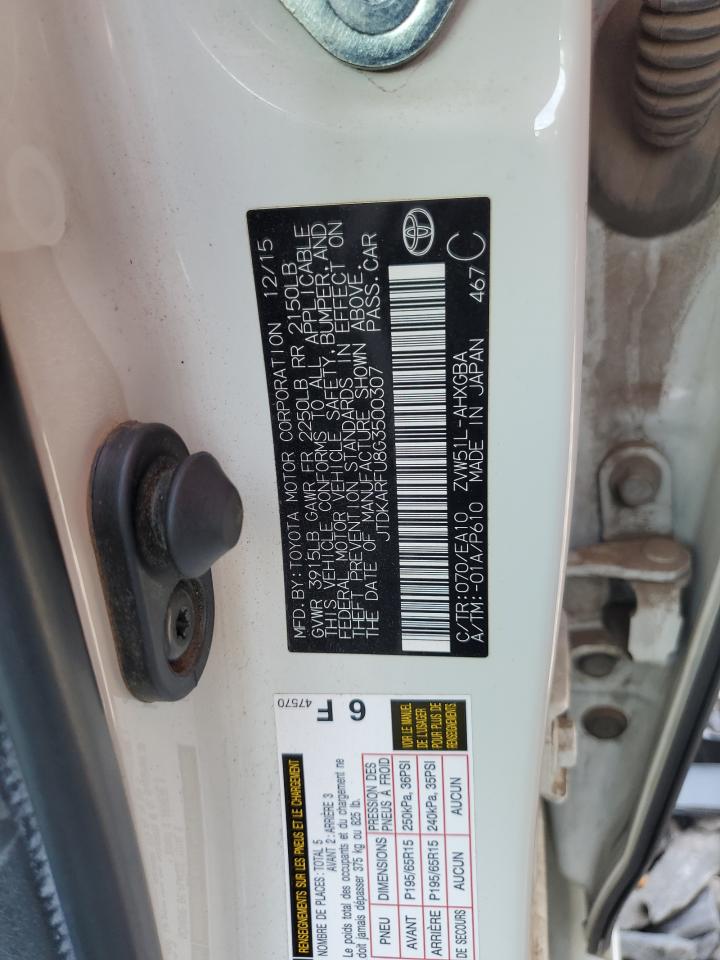 MFD. BY: TOYOTA MOTOR CORPORATION 12/15
GVWR 3915LB GAWR FR 2250LB RR 2150LB
THIS VEHICLE CONFORMS TO ALL APPLICABLE
FEDERAL MOTOR VEHICLE SAFETY, BUMPER, AND
THEFT PREVENTION STANDARDS IN EFFECT ON
THE DATE OF MANUFACTURE SHOWN ABOVE.
JTDKARFU8G3500307 PASS. CAR
C/TR: 070/EA10 ZVW51L-AHXGBA
A/TM: -01A/P610 MADE IN JAPAN 467 C
47570
6
RENSEIGNEMENTS SUR LES PNEUS ET LE CHARGEMENT
NOMBRE DE PLACES: TOTAL 5
AVANT 2: ARRIÈRE 3
Le poids total des occupants et du chargement ne
doit jamais dépasser 375 kg ou 825 lb.
PNEU DIMENSIONS PRESSION DES PNEUS À FROID
AVANT P195/65R15 250kPa, 36PSI
ARRIÈRE P195/65R15 240kPa, 35PSI
DE SECOURS AUCUN AUCUN
VOIR LE MANUEL
DE L'USAGER
POUR PLUS DE
RENSEIGNEMENTS